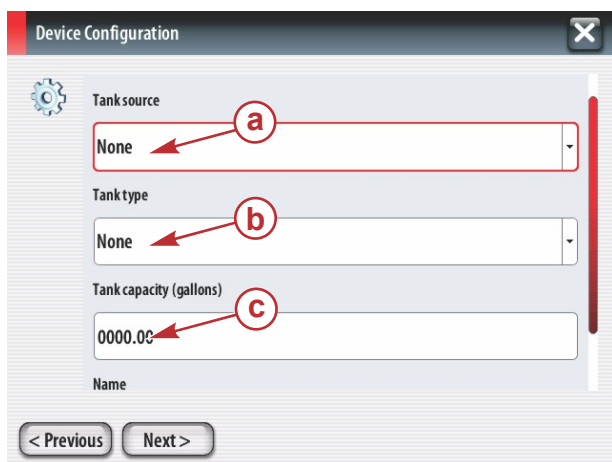 Device Configuration
Tank source
a
None
Tank type
b
None
Tank capacity (gallons)
c
0000.00
Name
< Previous
Next >